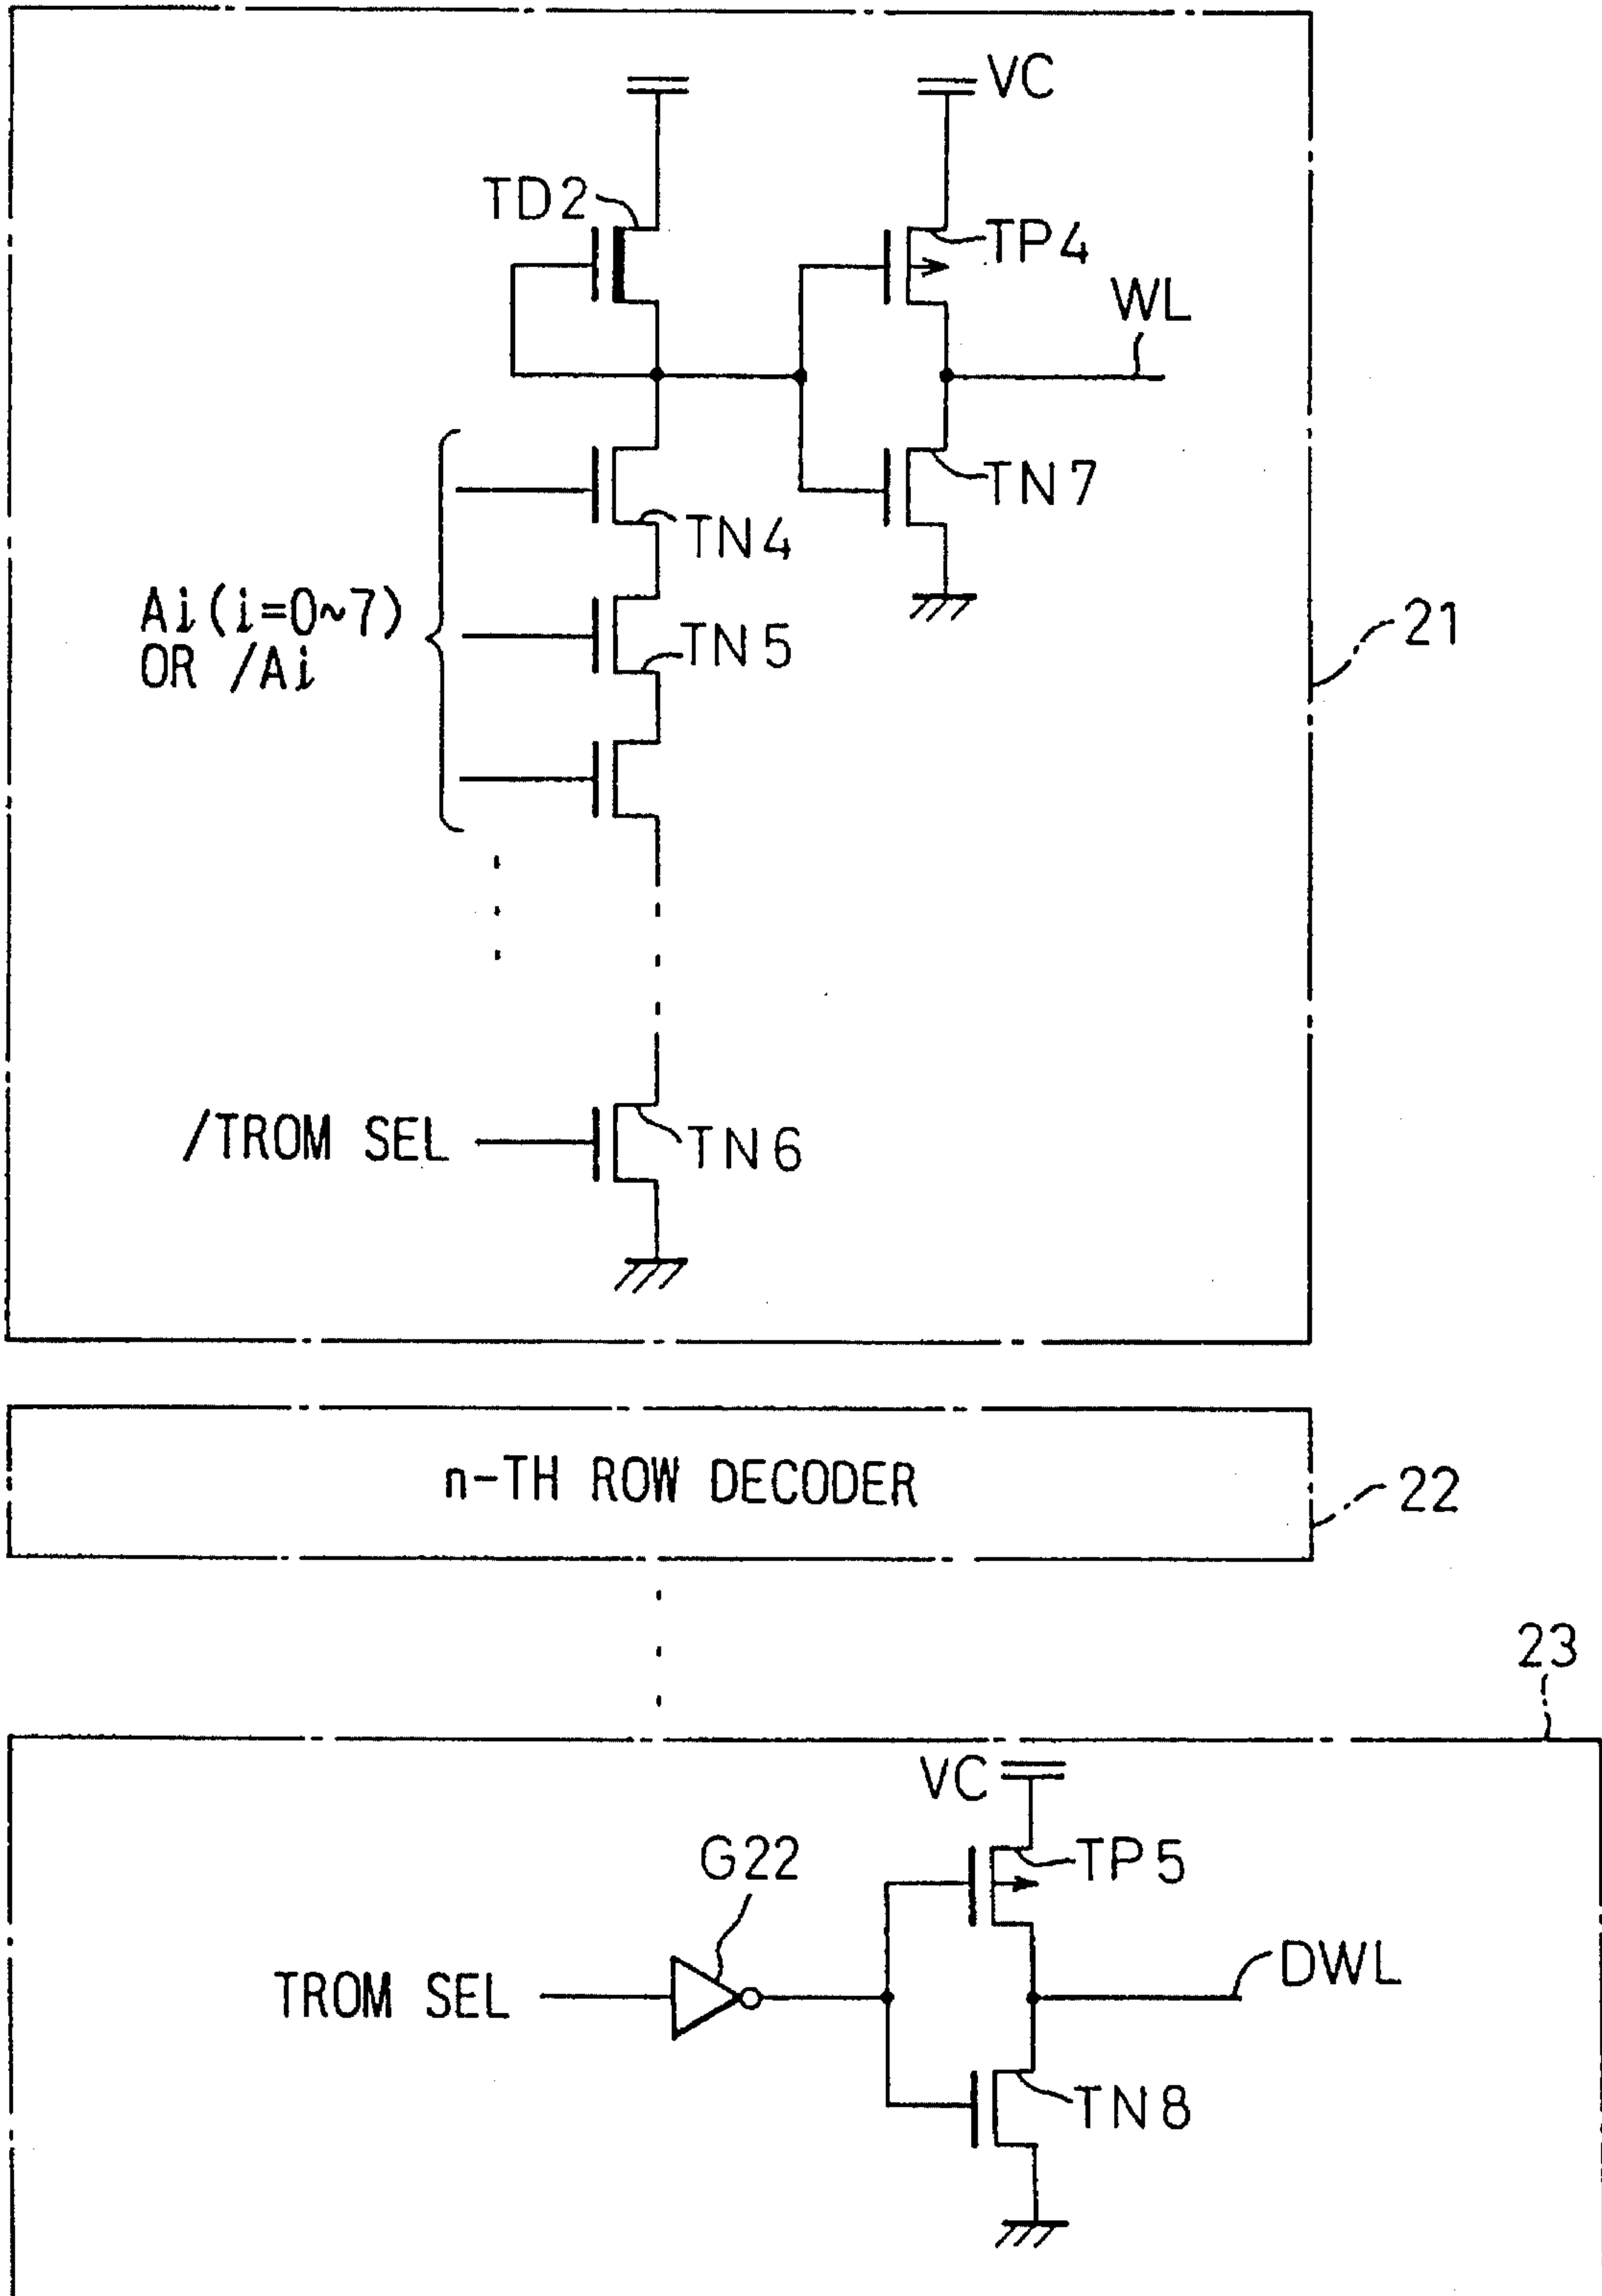 VC
TD2
TP4
WL
TN7
TN4
Ai(i=0~7)
OR /Ai
TN5
21
/TROM SEL
TN6
n-TH ROW DECODER
22
23
VC
TP5
G22
TROM SEL
DWL
TN8